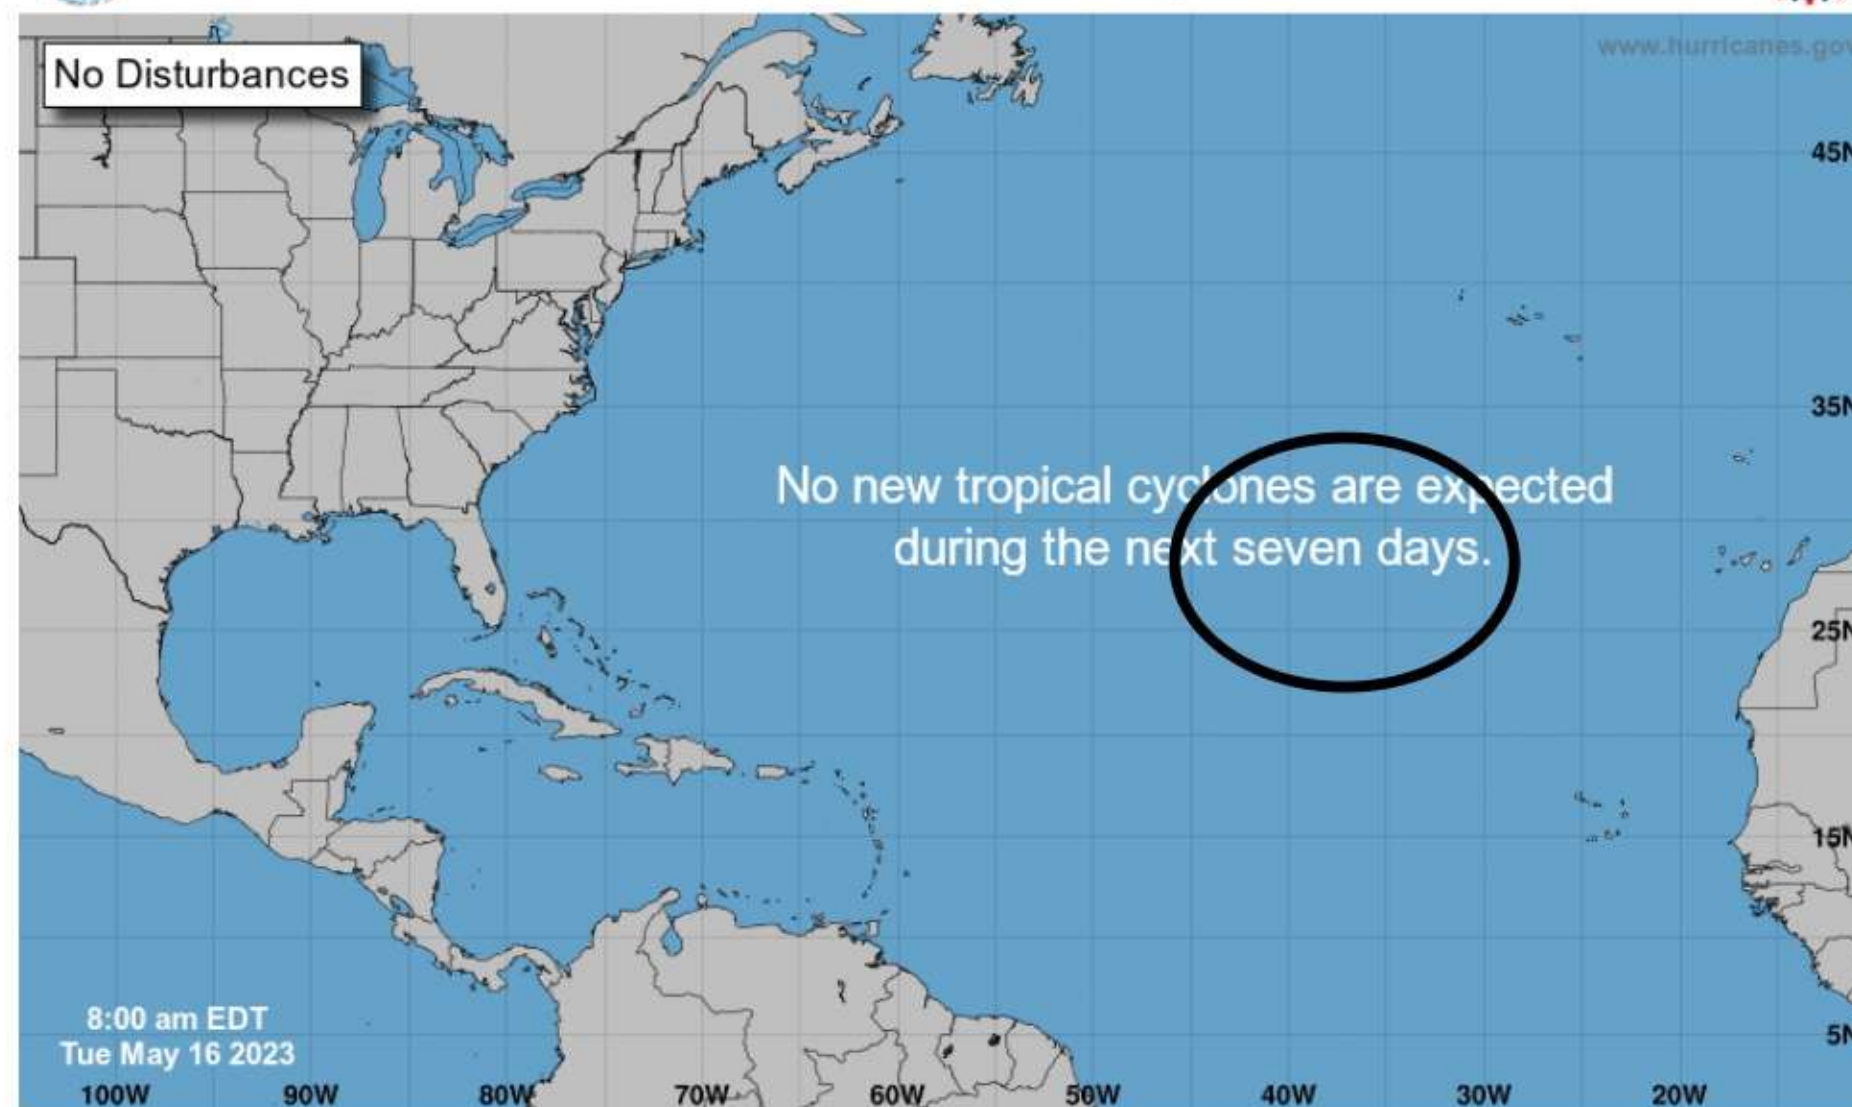 No Disturbances
www.hurricanes.gov
45N
35N
No new tropical cyclones are expected
during the next seven days.
25N
15N
8:00 am EDT
Tue May 16 2023
5N
100W 90W 80W 70W 60W 50W 40W 30W 20W